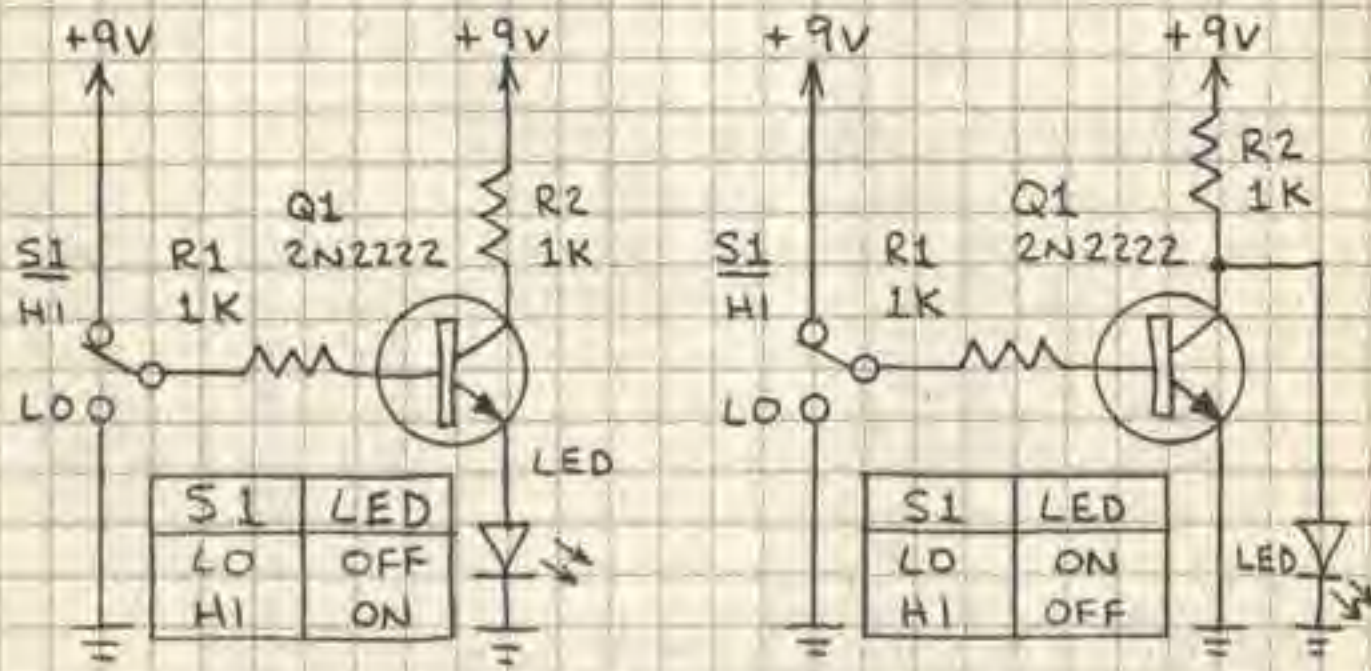 +9V
+9V
R2
1K
Q1
2N2222
S1
HI
R1
1K
LO
LED
S1 LED
LO OFF
HI ON
+9V
+9V
R2
1K
Q1
2N2222
S1
HI
R1
1K
LO
S1 LED
LO ON
HI OFF
LED